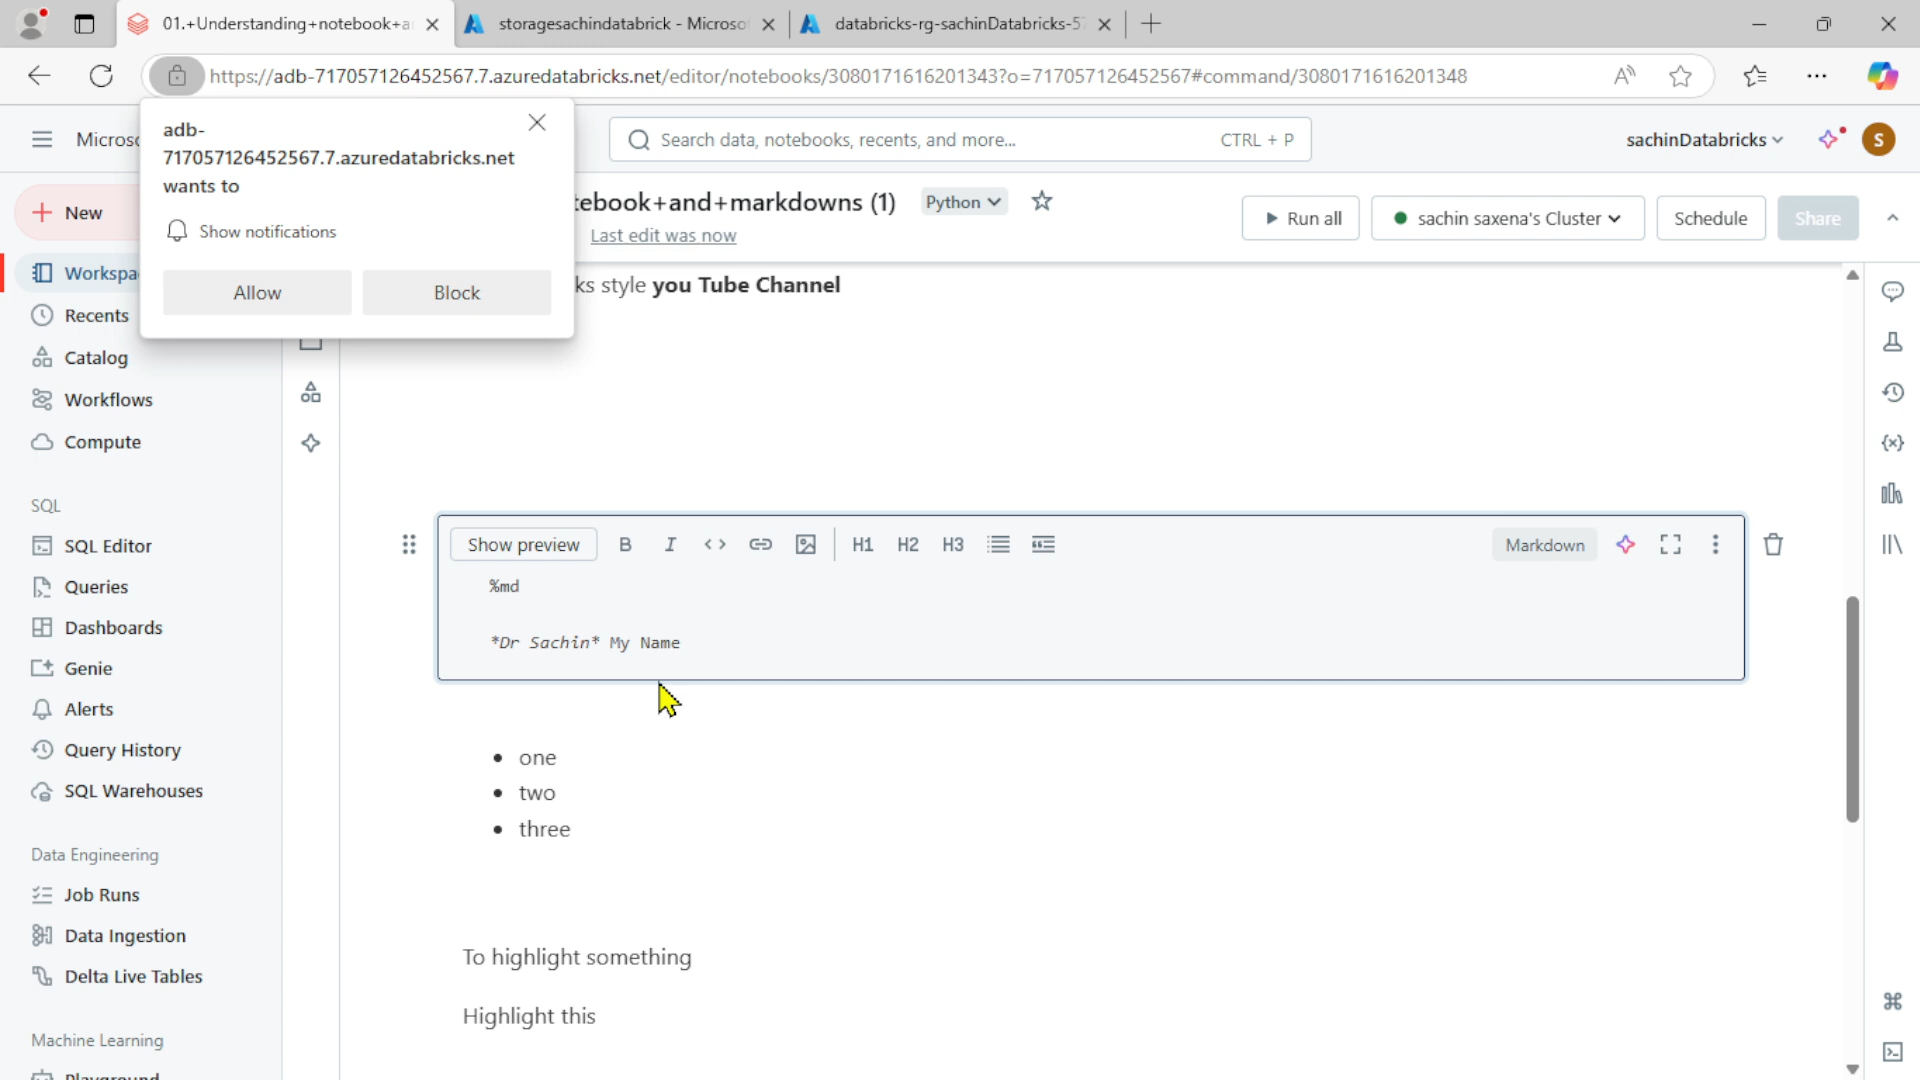 01.+Understanding+notebook+a
storagesachindatabrick - Microso
databricks-rg-sachinDatabricks-5
https://adb-717057126452567.7.azuredatabricks.net/editor/notebooks/3080171616201343?o=717057126452567#command/3080171616201348
adb-
717057126452567.7.azuredatabricks.net
wants to
Show notifications
Allow
Block
Search data, notebooks, recents, and more...
CTRL + P
sachinDatabricks
S
New
tebook+and+markdowns (1)
Python
Last edit was now
Run all
sachin saxena's Cluster
Schedule
Share
Recents
Catalog
Workflows
Compute
SQL
SQL Editor
Queries
Dashboards
Genie
Alerts
Query History
SQL Warehouses
Data Engineering
Job Runs
Data Ingestion
Delta Live Tables
Machine Learning
ks style you Tube Channel
Show preview
B
I
H1
H2
H3
Markdown
%md
*Dr Sachin* My Name
• one
• two
• three
To highlight something
Highlight this